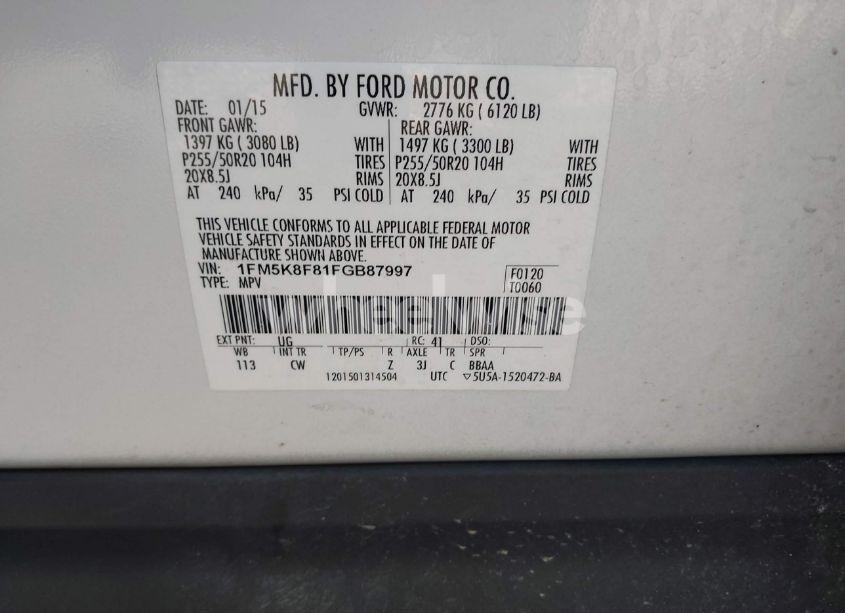 MFD. BY FORD MOTOR CO.
DATE: 01/15 GVWR: 2776 KG ( 6120 LB)
FRONT GAWR: REAR GAWR:
1397 KG ( 3080 LB) WITH 1497 KG ( 3300 LB) WITH
P255/50R20 104H TIRES P255/50R20 104H TIRES
20X8.5J RIMS 20X8.5J RIMS
AT 240 kPa/ 35 PSI COLD AT 240 kPa/ 35 PSI COLD
THIS VEHICLE CONFORMS TO ALL APPLICABLE FEDERAL MOTOR
VEHICLE SAFETY STANDARDS IN EFFECT ON THE DATE OF
MANUFACTURE SHOWN ABOVE.
VIN: 1FM5K8F81FGB87997 F0120
TYPE: MPV T0060
EXT PNT: UG RC: 41 DSO:
WB INT TR TP/PS R AXLE TR SPR
113 CW Z 3J C BBAA
1201501314504 UTC ▽5U5A-1520472-BA